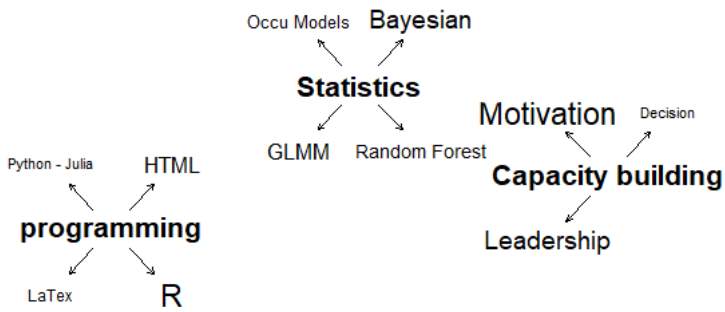 Occu Models
Bayesian
Statistics
GLMM
Random Forest
Motivation
Decision
Capacity building
Leadership
Python - Julia
HTML
programming
LaTex
R